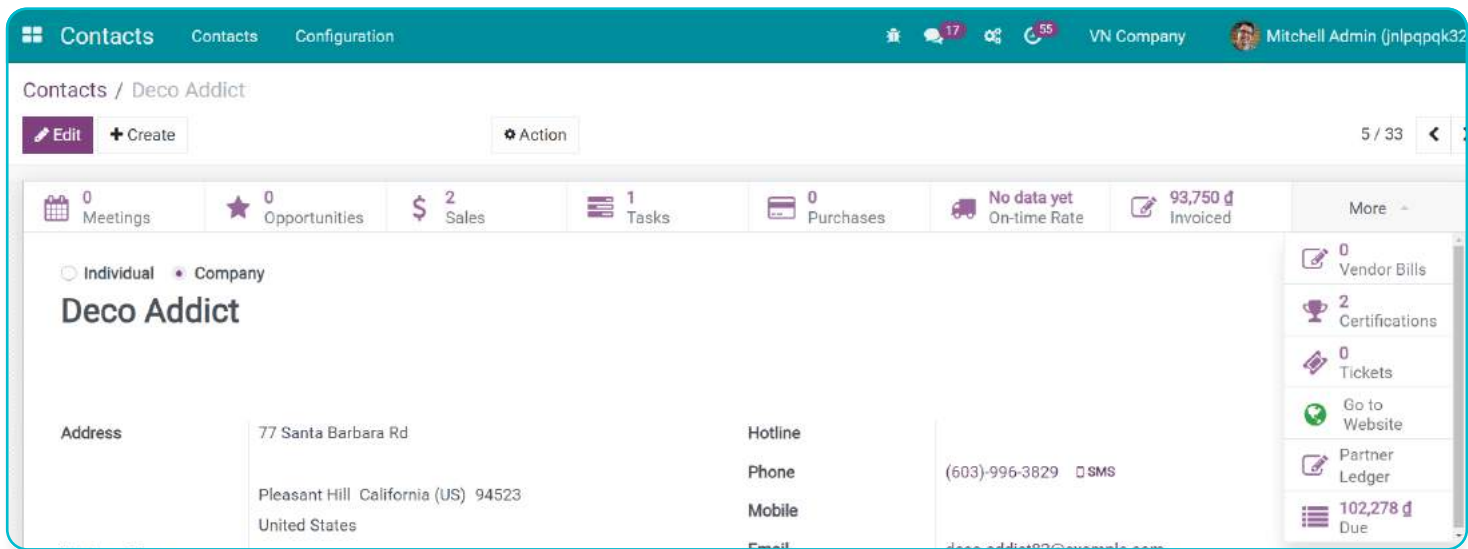 Contacts Contacts Configuration 17 55 VN Company Mitchell Admin (jnlpqpqk32
Contacts / Deco Addict
Edit Create Action 5 / 33
0 Meetings
0 Opportunities
2 Sales
1 Tasks
0 Purchases
No data yet On-time Rate
93,750 ₫ Invoiced
More
0 Vendor Bills
2 Certifications
0 Tickets
Go to Website
Partner Ledger
102,278 ₫ Due
Individual Company
Deco Addict
Address 77 Santa Barbara Rd
Pleasant Hill California (US) 94523
United States
Hotline
Phone (603)-996-3829 SMS
Mobile
Email